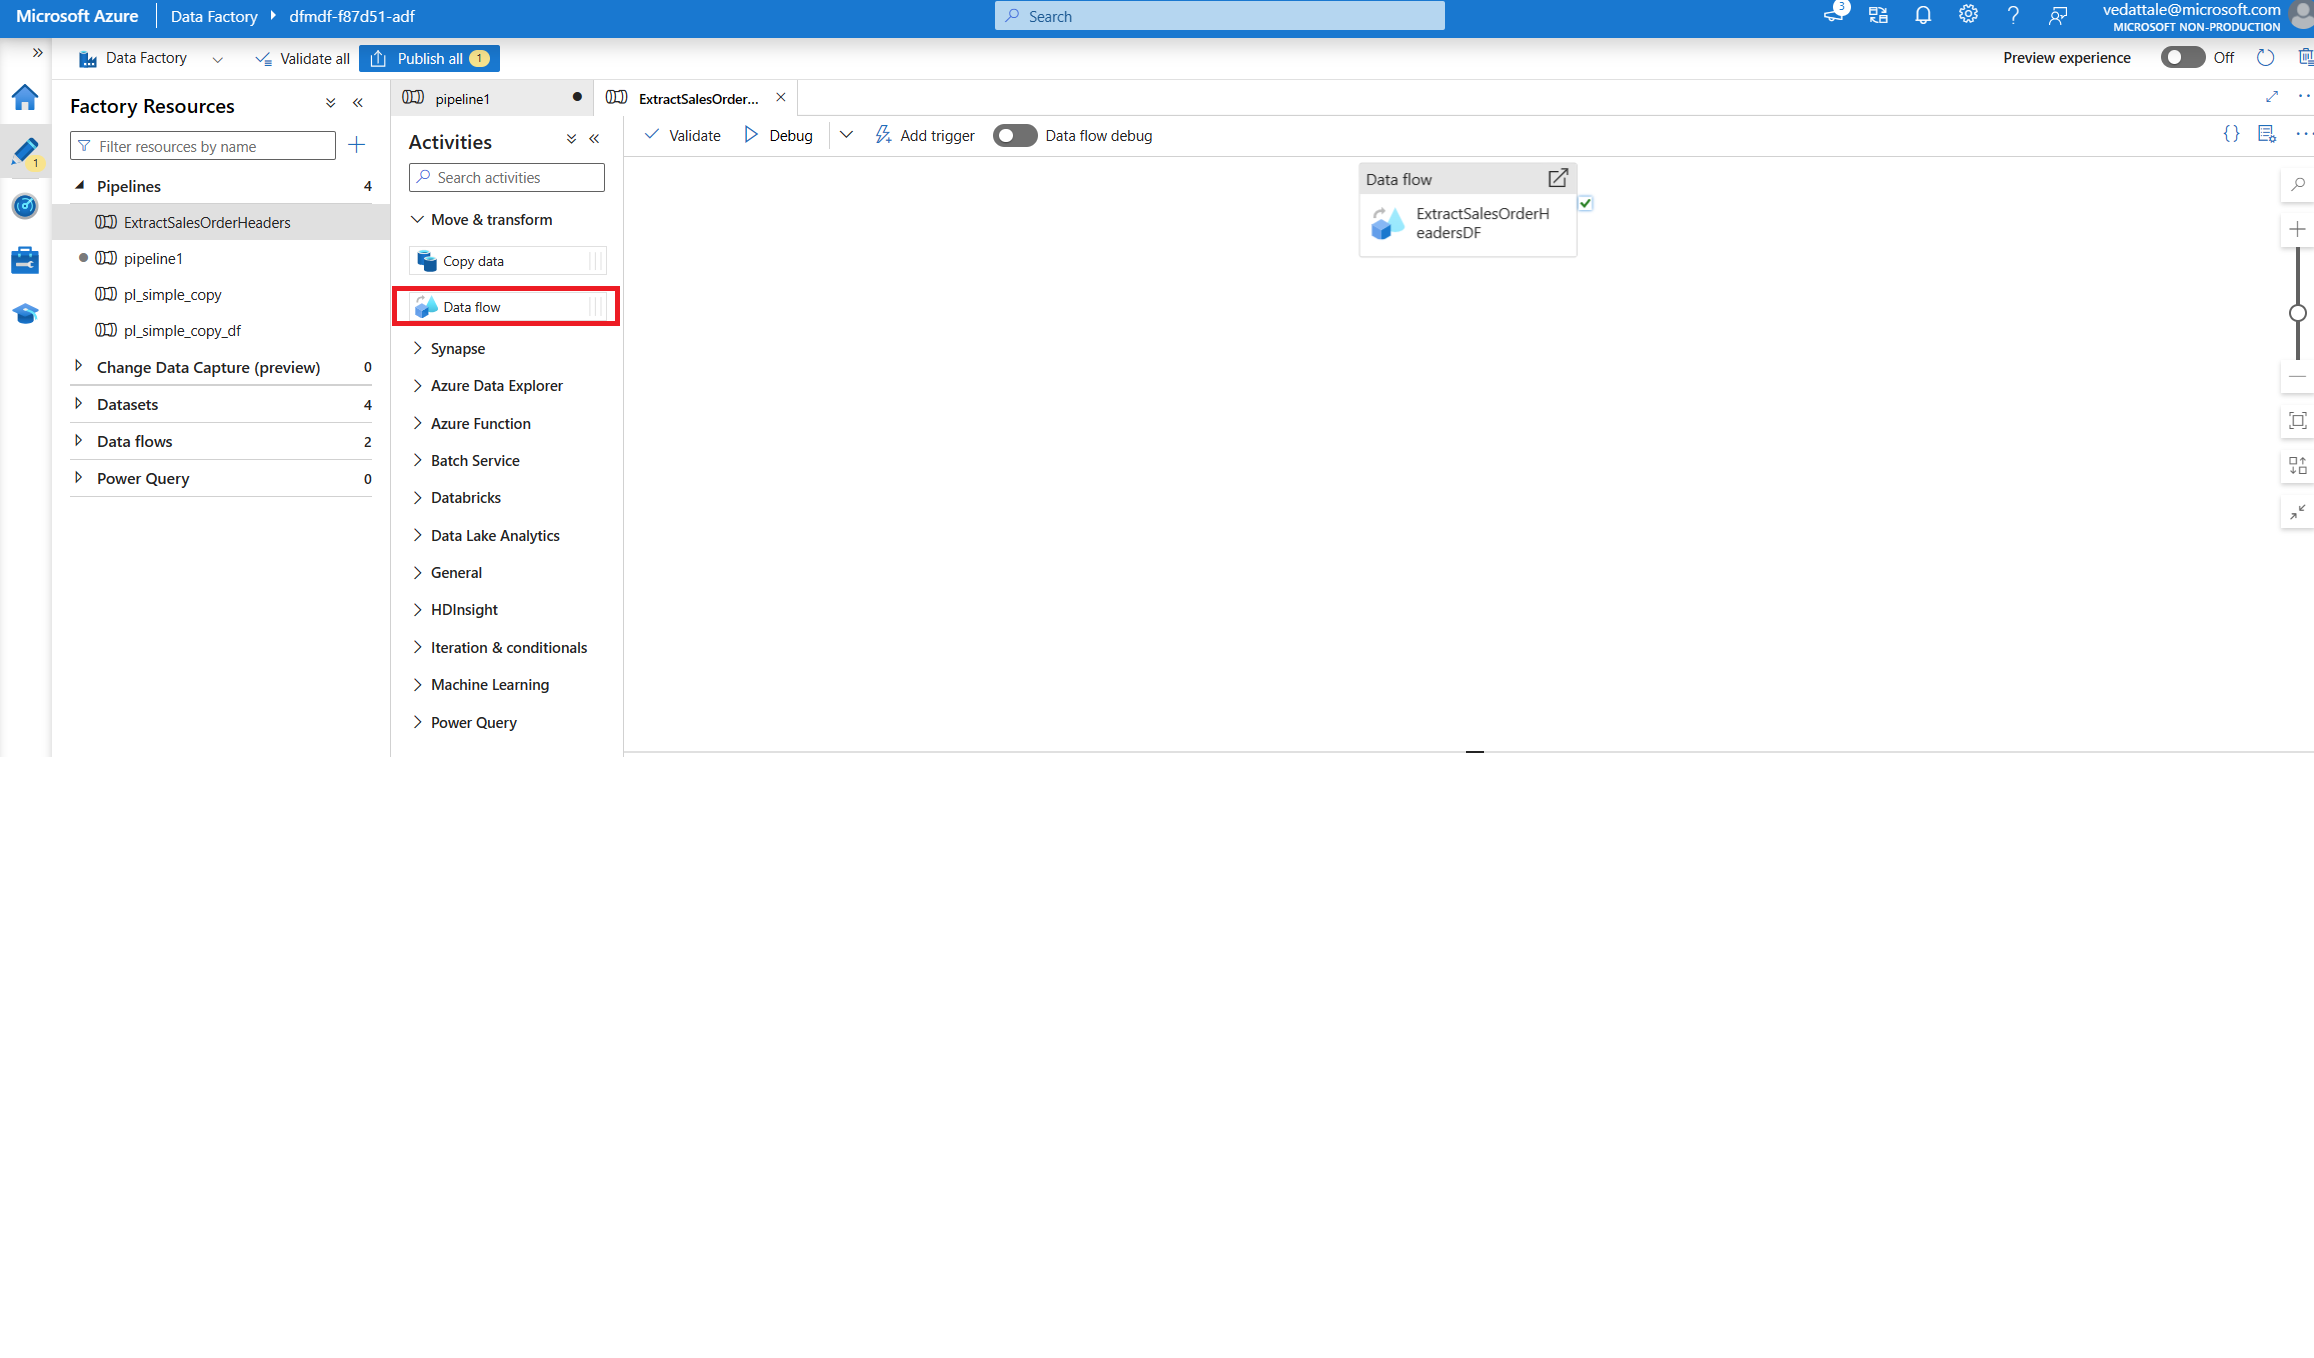 Microsoft Azure
Data Factory
dfmdf-f87d51-adf
Search
3
vedattale@microsoft.com
MICROSOFT NON-PRODUCTION
Data Factory
Validate all
Publish all
1
Preview experience
Off
1
Factory Resources
Filter resources by name
Pipelines
4
ExtractSalesOrderHeaders
pipeline1
pl_simple_copy
pl_simple_copy_df
Change Data Capture (preview)
0
Datasets
4
Data flows
2
Power Query
0
pipeline1
ExtractSalesOrder...
Activities
Search activities
Move & transform
Copy data
Data flow
Synapse
Azure Data Explorer
Azure Function
Batch Service
Databricks
Data Lake Analytics
General
HDInsight
Iteration & conditionals
Machine Learning
Power Query
Validate
Debug
Add trigger
Data flow debug
Data flow
ExtractSalesOrderH
eadersDF